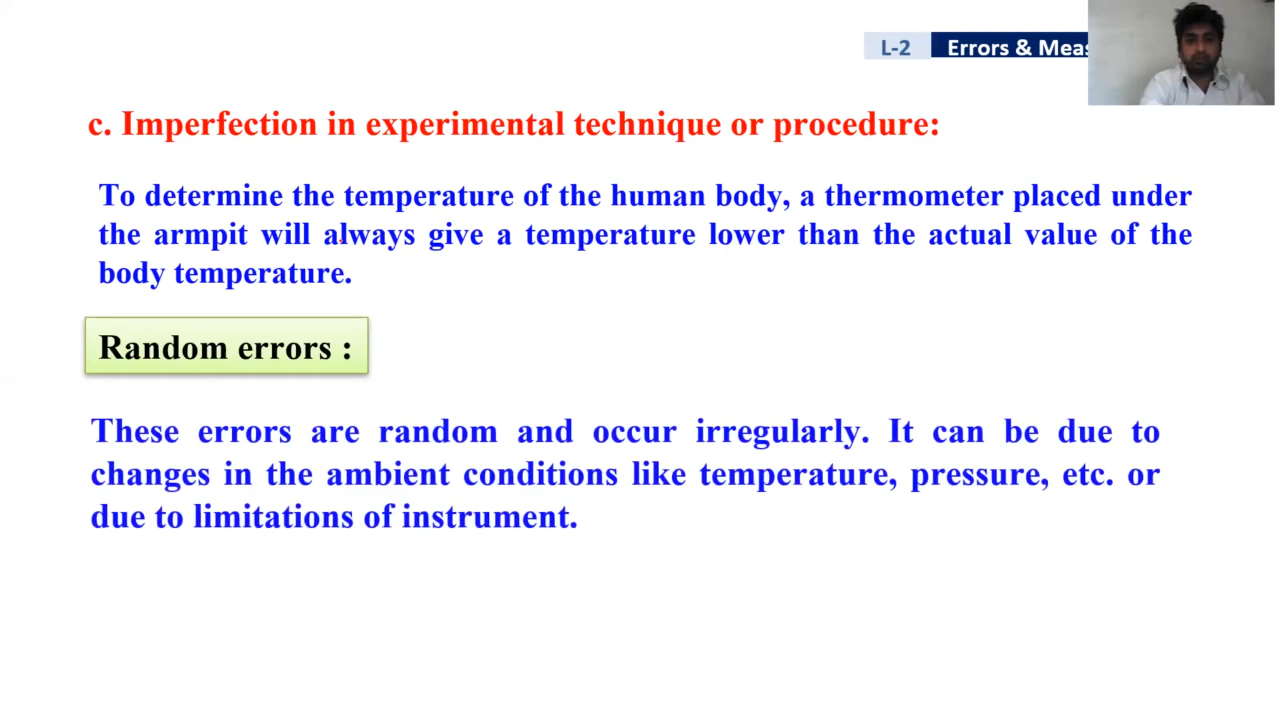 L-2 Errors & Meas
c. Imperfection in experimental technique or procedure:
To determine the temperature of the human body, a thermometer placed under
the armpit will always give a temperature lower than the actual value of the
body temperature.
Random errors :
These errors are random and occur irregularly. It can be due to
changes in the ambient conditions like temperature, pressure, etc. or
due to limitations of instrument.